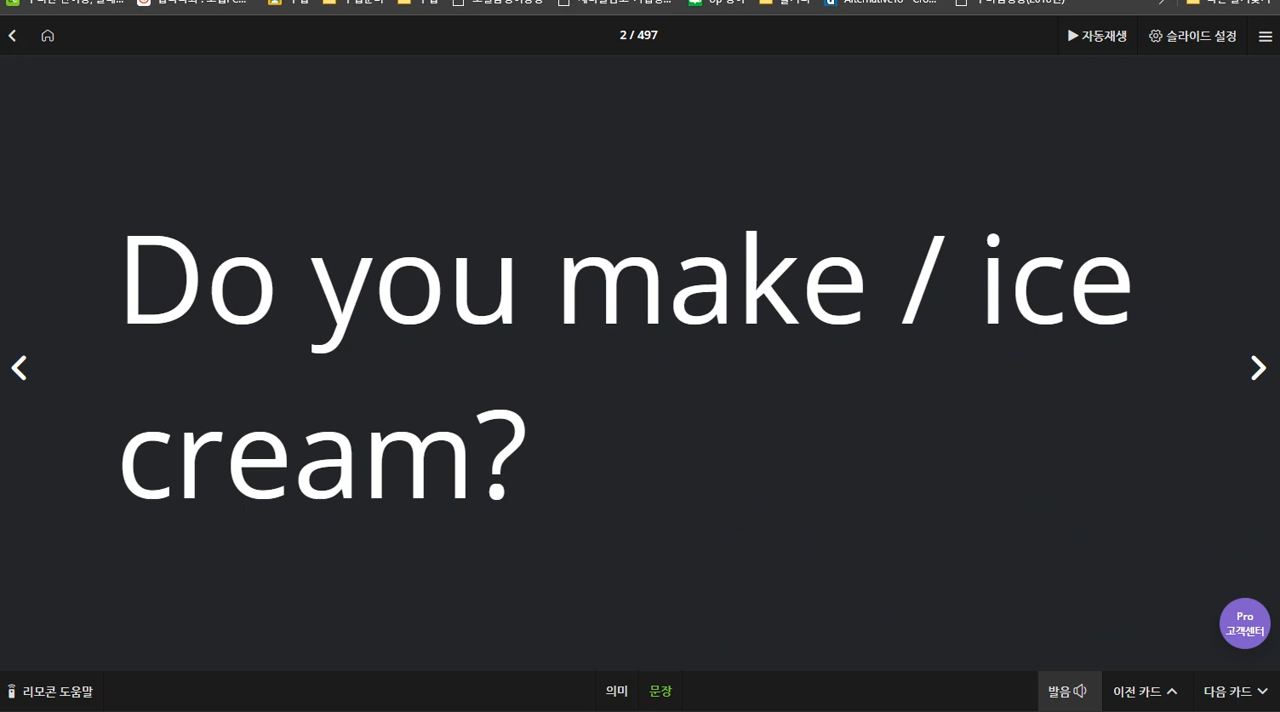 2 / 497
자동재생
슬라이드 설정
Do you make / ice
cream?
Pro
고객센터
리모콘 도움말
의미
문장
발음
이전 카드
다음 카드